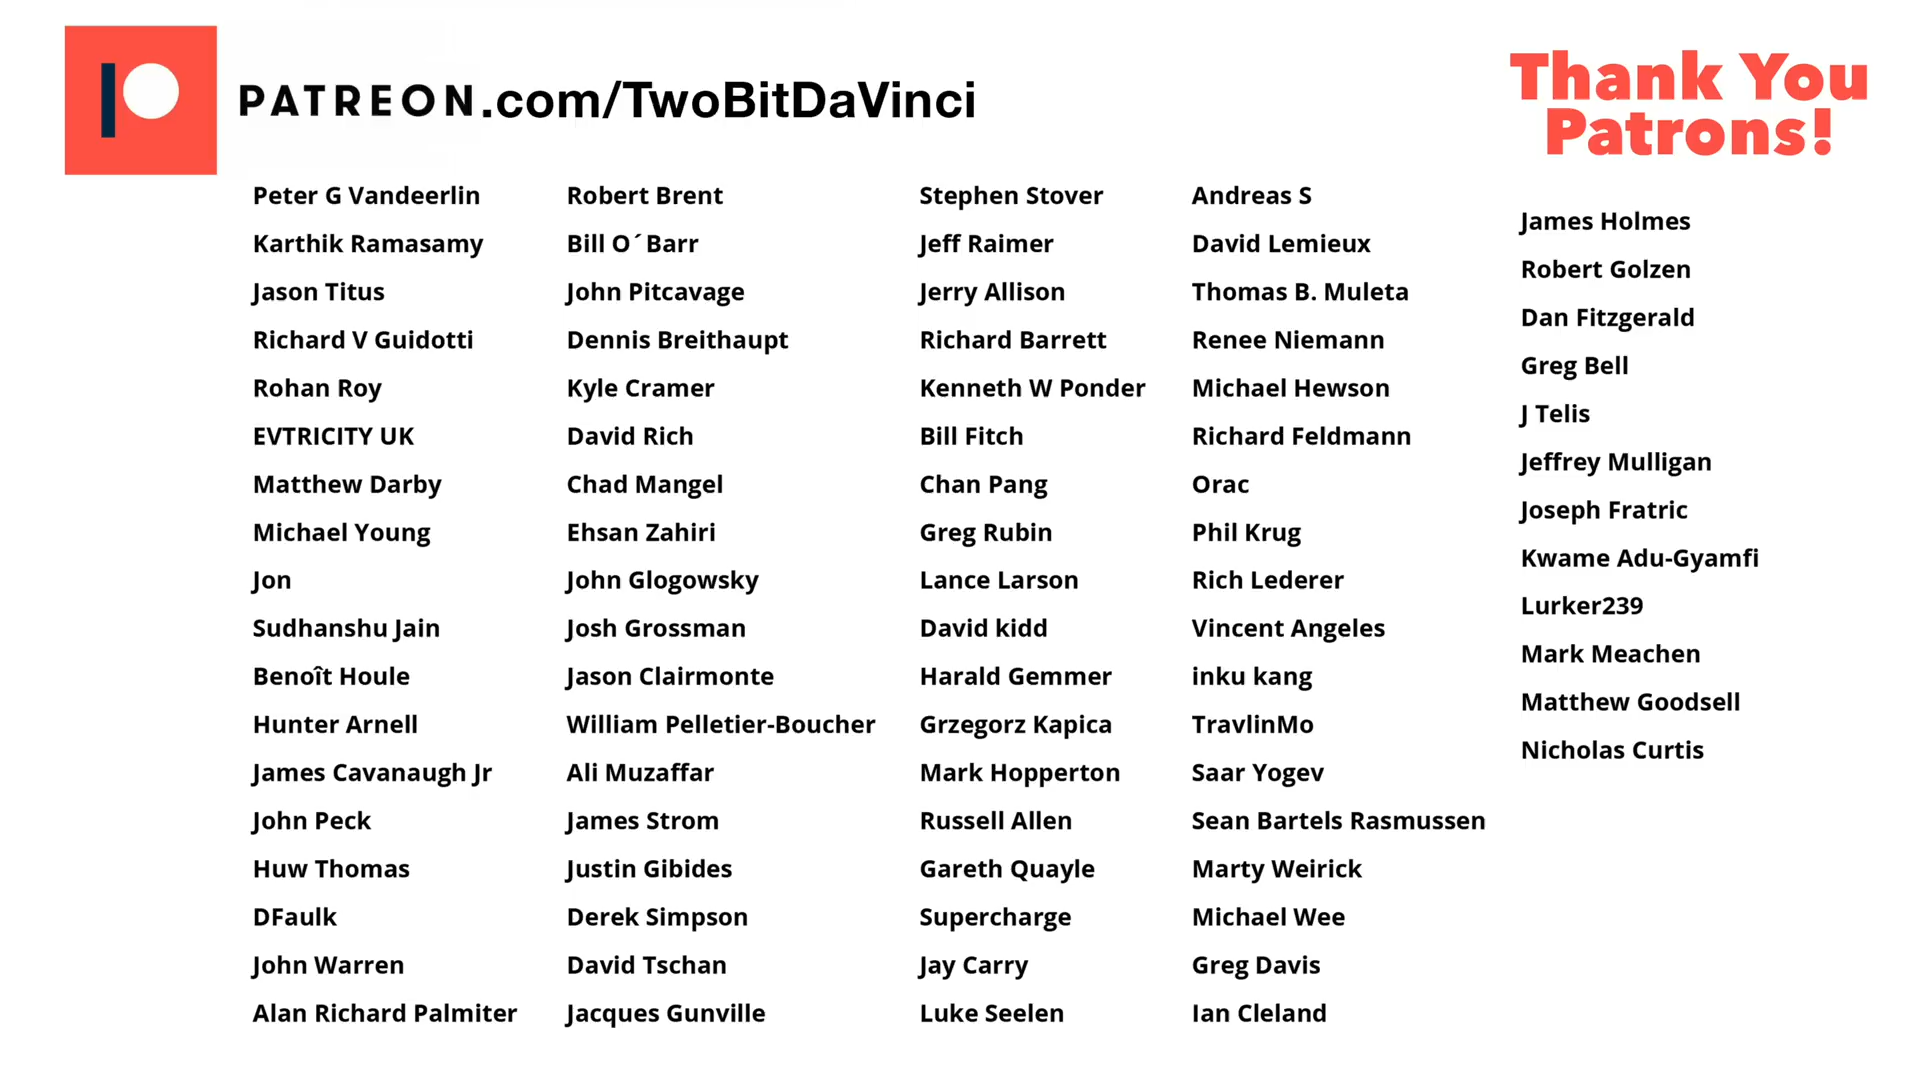 PATREON.com/TwoBitDaVinci
Thank You
Patrons!
Peter G Vandeerlin
Karthik Ramasamy
Jason Titus
Richard V Guidotti
Rohan Roy
EVTRICITY UK
Matthew Darby
Michael Young
Jon
Sudhanshu Jain
Benoît Houle
Hunter Arnell
James Cavanaugh Jr
John Peck
Huw Thomas
DFaulk
John Warren
Alan Richard Palmiter
Robert Brent
Bill O´Barr
John Pitcavage
Dennis Breithaupt
Kyle Cramer
David Rich
Chad Mangel
Ehsan Zahiri
John Glogowsky
Josh Grossman
Jason Clairmonte
William Pelletier-Boucher
Ali Muzaffar
James Strom
Justin Gibides
Derek Simpson
David Tschan
Jacques Gunville
Stephen Stover
Jeff Raimer
Jerry Allison
Richard Barrett
Kenneth W Ponder
Bill Fitch
Chan Pang
Greg Rubin
Lance Larson
David kidd
Harald Gemmer
Grzegorz Kapica
Mark Hopperton
Russell Allen
Gareth Quayle
Supercharge
Jay Carry
Luke Seelen
Andreas S
David Lemieux
Thomas B. Muleta
Renee Niemann
Michael Hewson
Richard Feldmann
Orac
Phil Krug
Rich Lederer
Vincent Angeles
inku kang
TravlinMo
Saar Yogev
Sean Bartels Rasmussen
Marty Weirick
Michael Wee
Greg Davis
Ian Cleland
James Holmes
Robert Golzen
Dan Fitzgerald
Greg Bell
J Telis
Jeffrey Mulligan
Joseph Fratric
Kwame Adu-Gyamfi
Lurker239
Mark Meachen
Matthew Goodsell
Nicholas Curtis